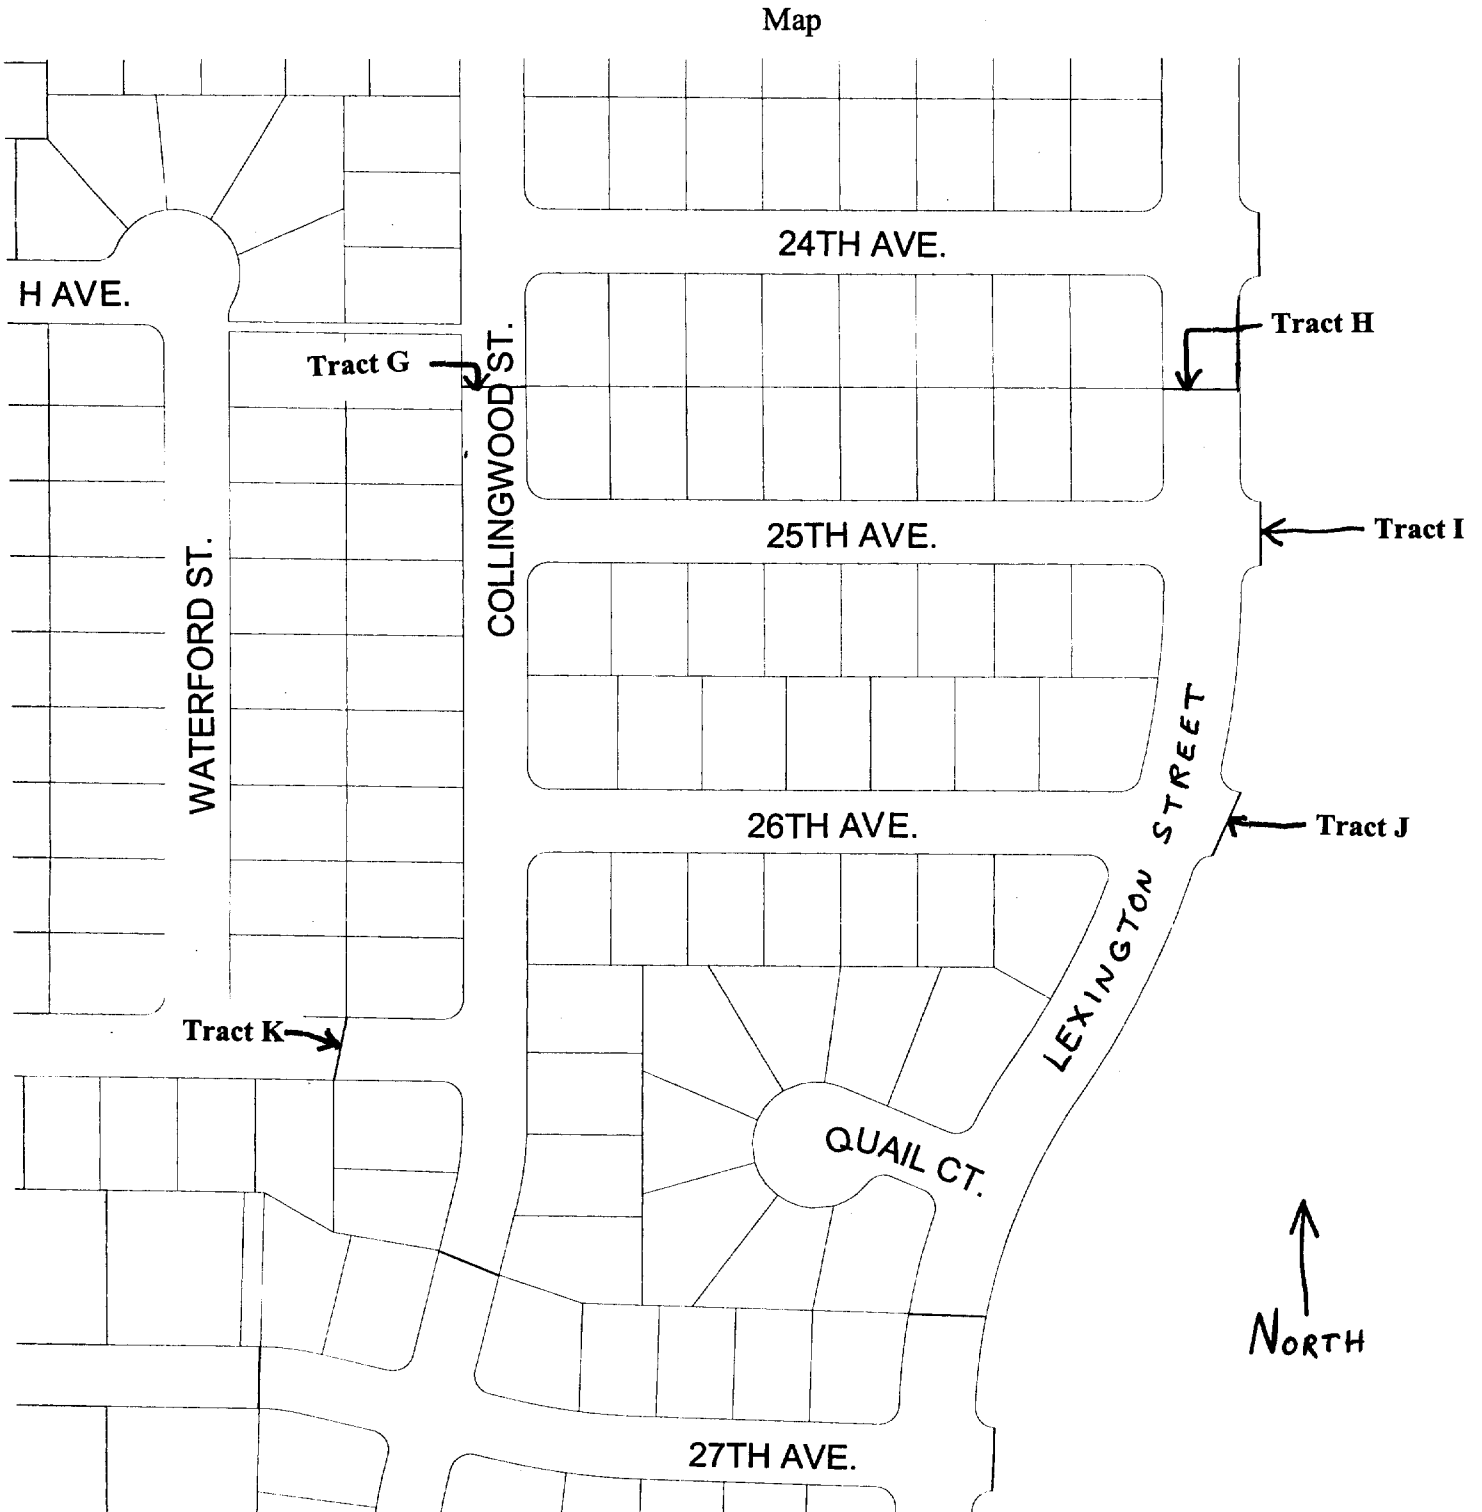 Map
24TH AVE.
H AVE.
Tract H
Tract G
COLLINGWOOD ST.
25TH AVE.
Tract I
WATERFORD ST.
LEXINGTON STREET
26TH AVE.
Tract J
Tract K
QUAIL CT.
NORTH
27TH AVE.